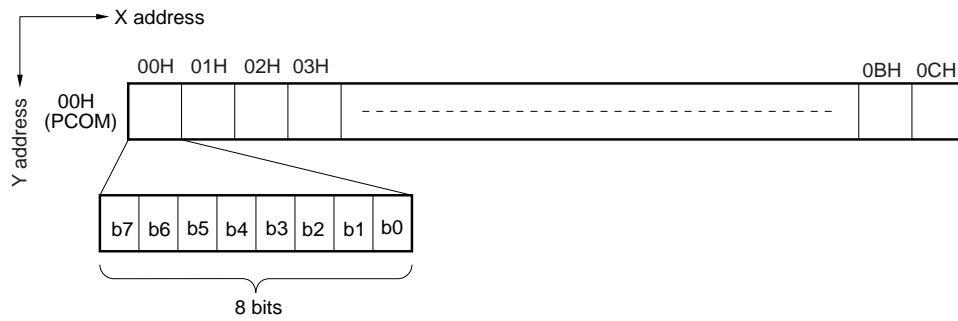 X address
Y address
00H 01H 02H 03H 0BH 0CH
00H
(PCOM)
b7 b6 b5 b4 b3 b2 b1 b0
8 bits